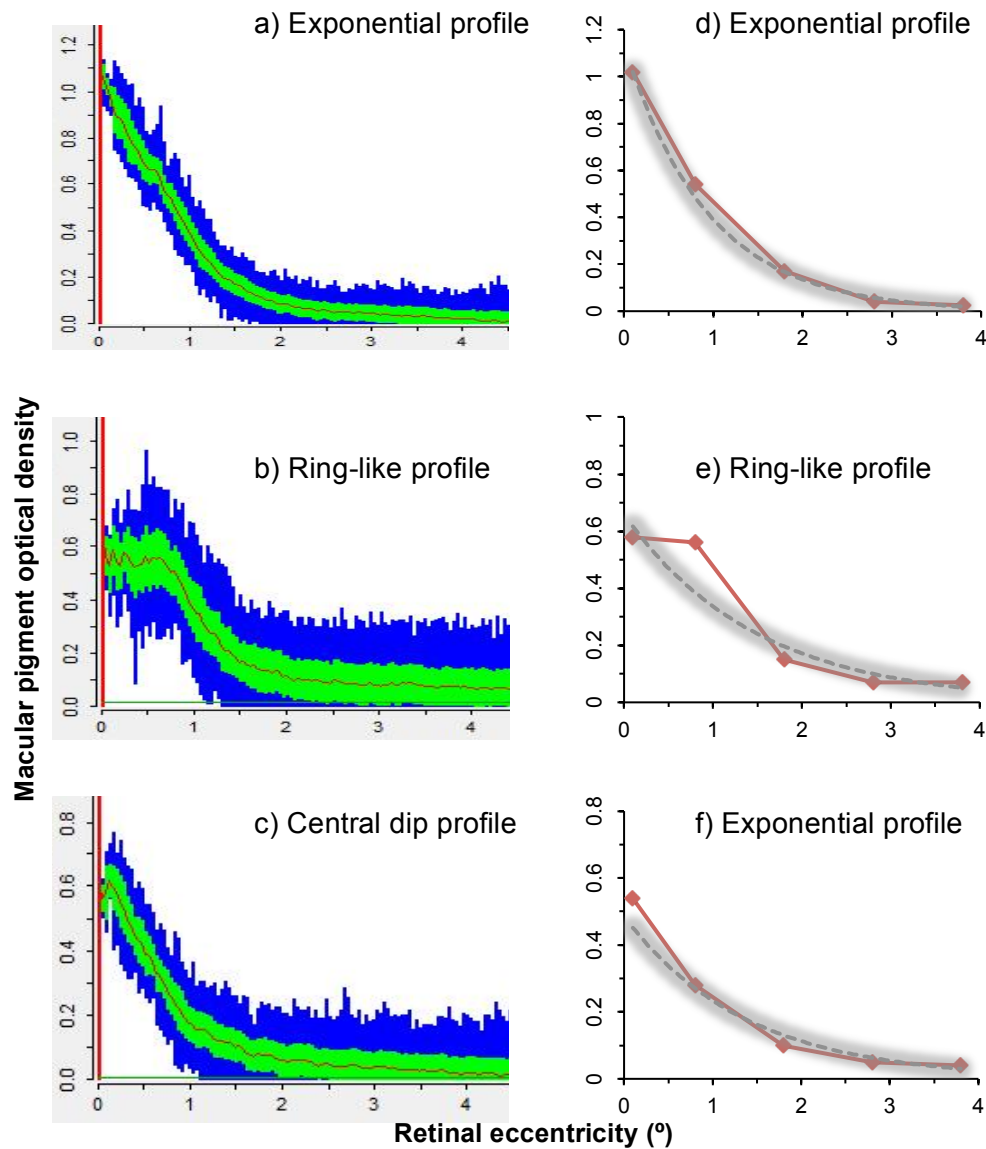 a) Exponential profile
0.0 0.2 0.4 0.6 0.8 1.0 1.2
0 1 2 3 4
d) Exponential profile
0 0.2 0.4 0.6 0.8 1 1.2
0 1 2 3 4
Macular pigment optical density
b) Ring-like profile
0.0 0.2 0.4 0.6 0.8 1.0
0 1 2 3 4
e) Ring-like profile
0 0.2 0.4 0.6 0.8 1
0 1 2 3 4
c) Central dip profile
0.0 0.2 0.4 0.6 0.8
0 1 2 3 4
f) Exponential profile
0 0.2 0.4 0.6 0.8
0 1 2 3 4
Retinal eccentricity (º)